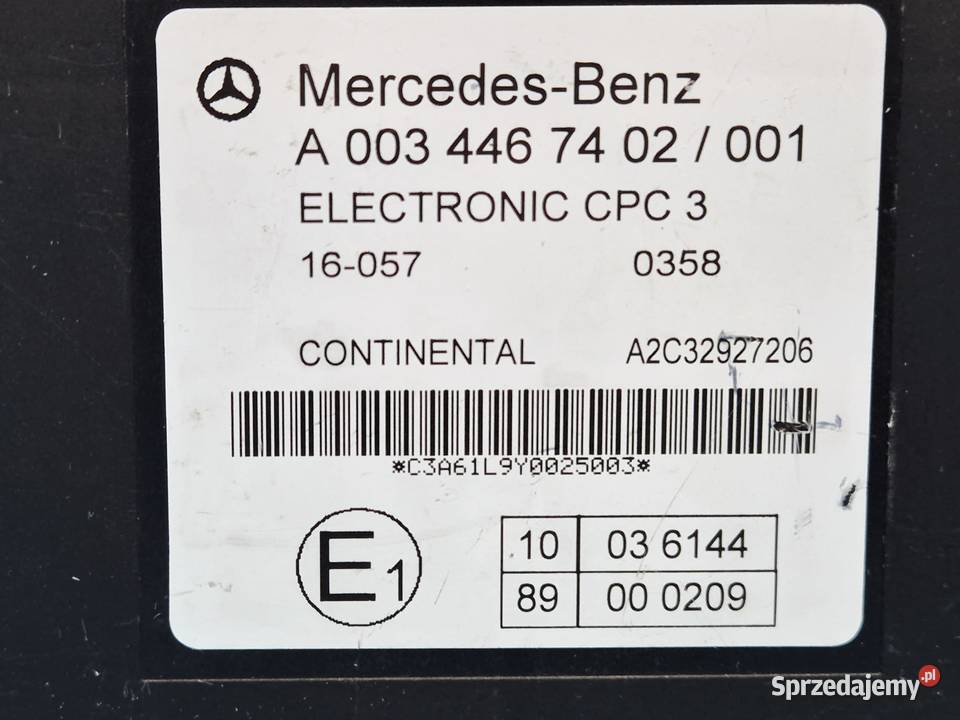 Mercedes-Benz
A 003 446 74 02 / 001
ELECTRONIC CPC 3
16-057 0358
CONTINENTAL A2C32927206
*C3A61L9Y0025003*
E1
10 03 6144
89 00 0209
Sprzedajemy.pl